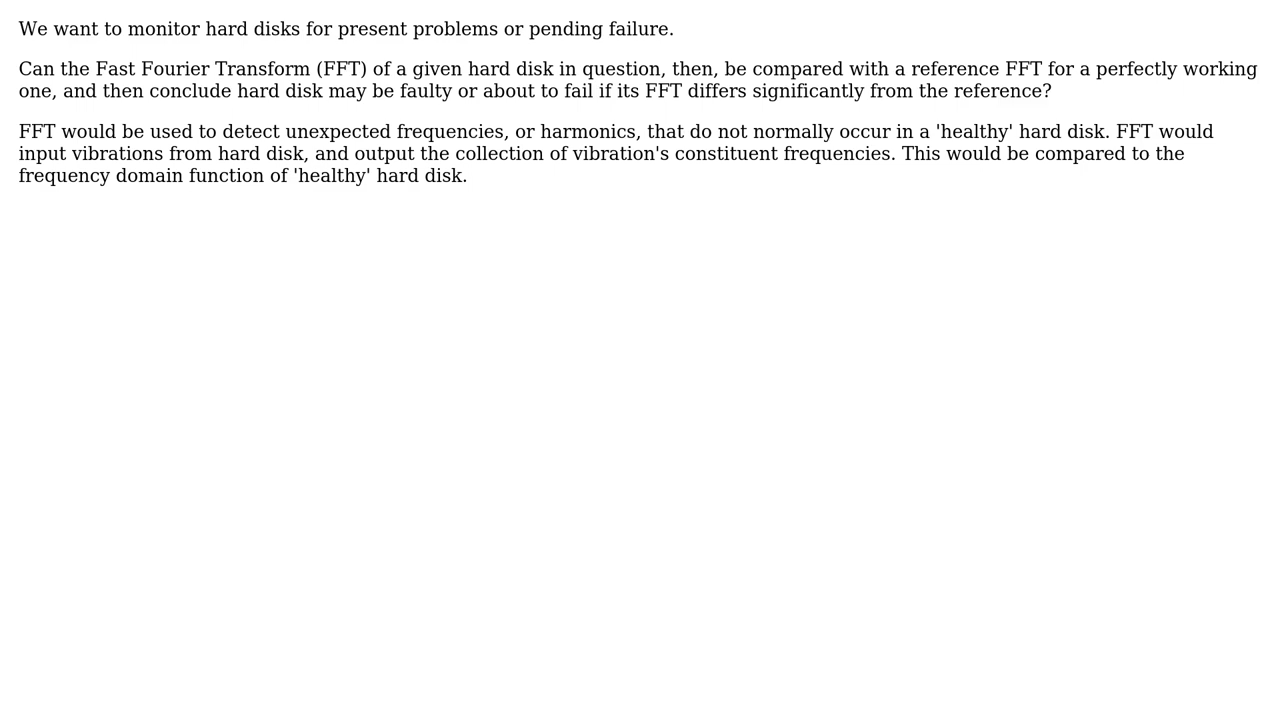 We want to monitor hard disks for present problems or pending failure.
Can the Fast Fourier Transform (FFT) of a given hard disk in question, then, be compared with a reference FFT for a perfectly working
one, and then conclude hard disk may be faulty or about to fail if its FFT differs significantly from the reference?
FFT would be used to detect unexpected frequencies, or harmonics, that do not normally occur in a 'healthy' hard disk. FFT would
input vibrations from hard disk, and output the collection of vibration's constituent frequencies. This would be compared to the
frequency domain function of 'healthy' hard disk.